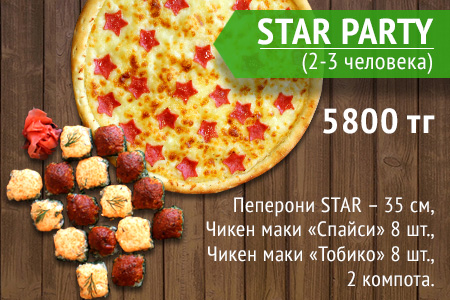 STAR PARTY
(2-3 человека)
5800 тг
Пеперони STAR – 35 см,
Чикен маки «Спайси» 8 шт.,
Чикен маки «Тобико» 8 шт.,
2 компота.